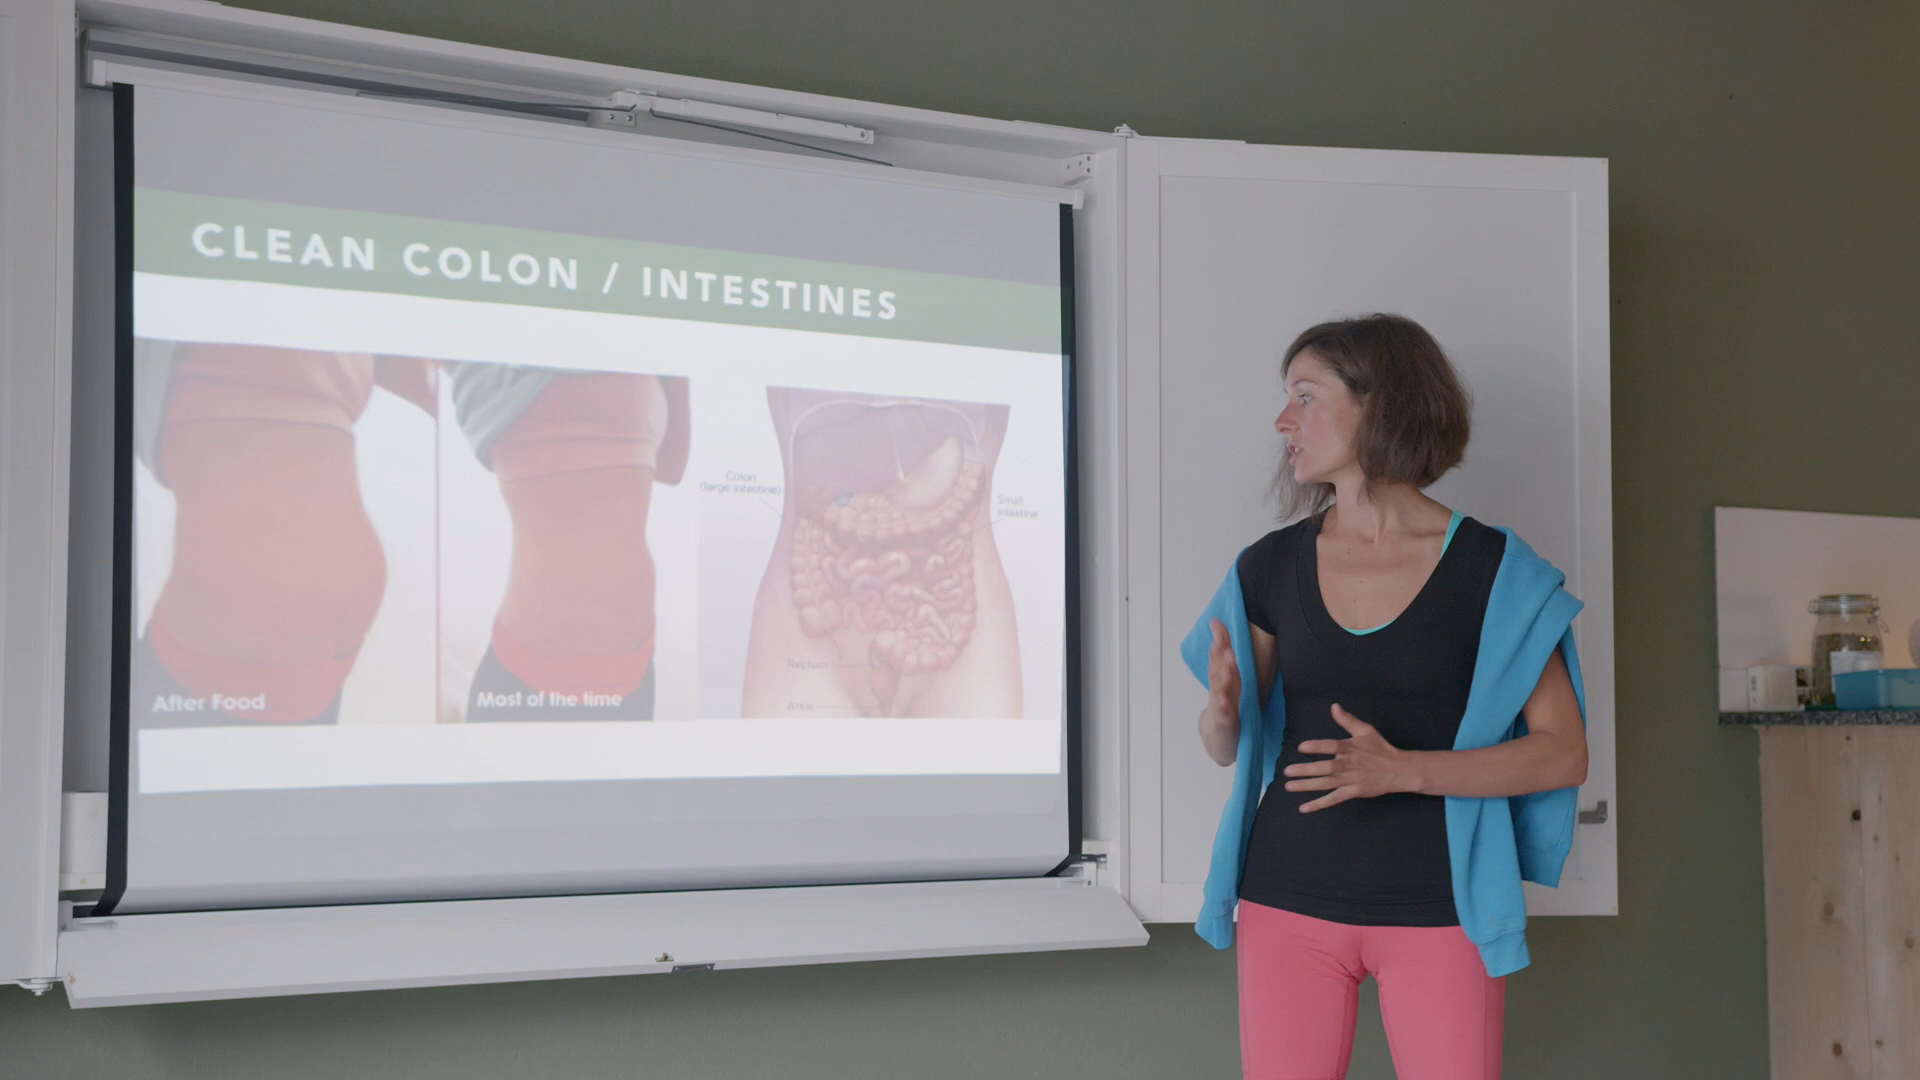 CLEAN COLON / INTESTINES
After Food
Most of the time
Colon
(large intestine)
Small
intestine
Rectum
Anus